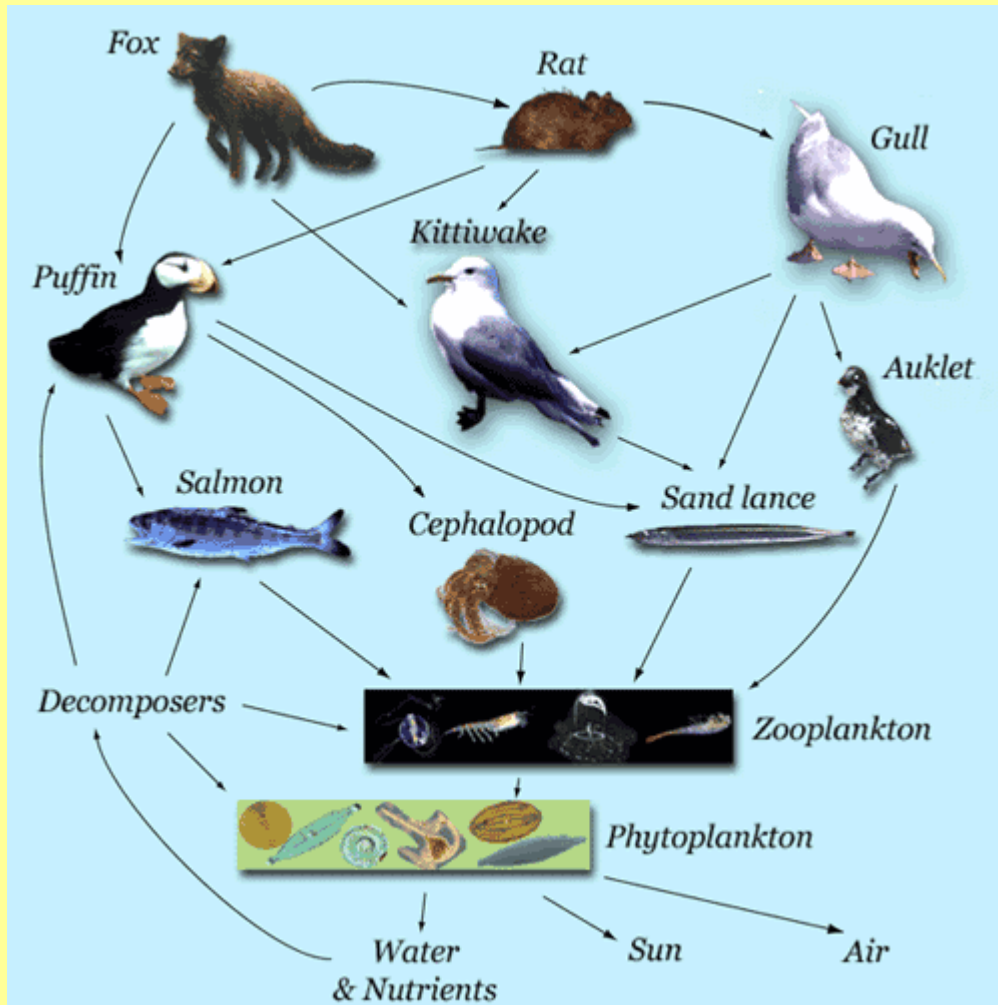 Fox
Rat
Gull
Kittiwake
Puffin
Auklet
Salmon
Sand lance
Cephalopod
Decomposers
Zooplankton
Phytoplankton
Water
& Nutrients
Sun
Air